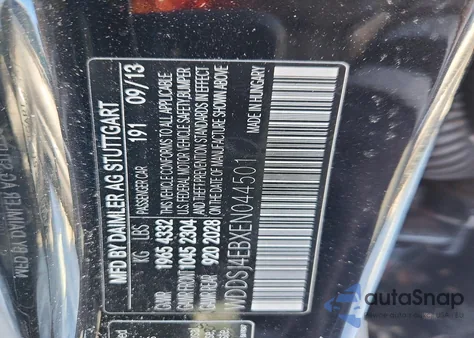 MFD BY DAIMLER AG STUTTGART
PASSENGER CAR 191 09/13
KG LBS
GVWR 1965 4332
GAWR FRONT 1045 2304
GAWR REAR 920 2028
THIS VEHICLE CONFORMS TO ALL APPLICABLE
U.S. FEDERAL MOTOR VEHICLE SAFETY, BUMPER
AND THEFT PREVENTION STANDARDS IN EFFECT
ON THE DATE OF MANUFACTURE SHOWN ABOVE
WDDSJ4EBXEN044501
MADE IN HUNGARY
autoSnap